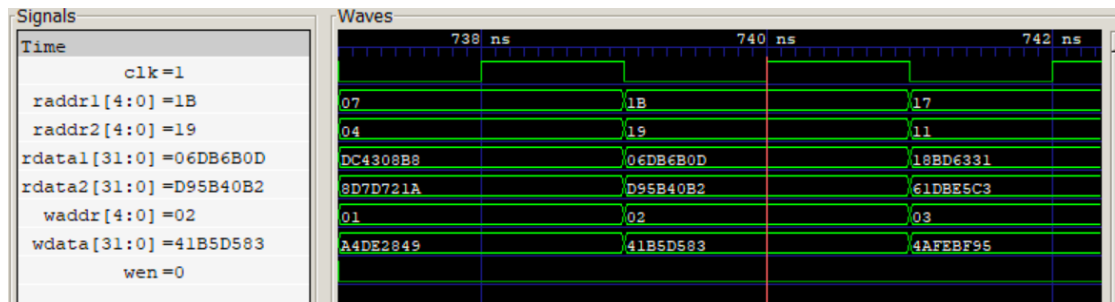 Signals Waves
Time 738 ns 740 ns 742 ns
clk=1
raddr1[4:0]=1B 07 1B 17
raddr2[4:0]=19 04 19 11
rdata1[31:0]=06DB6B0D DC4308B8 06DB6B0D 18BD6331
rdata2[31:0]=D95B40B2 8D7D721A D95B40B2 61DBE5C3
waddr[4:0]=02 01 02 03
wdata[31:0]=41B5D583 A4DE2849 41B5D583 4AFEBF95
wen=0